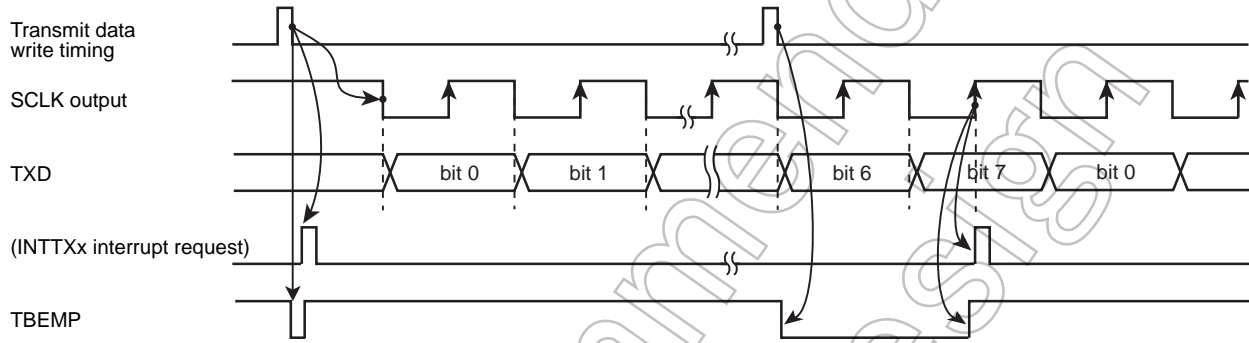 Transmit data
write timing
SCLK output
TXD
bit 0
bit 1
bit 6
bit 7
bit 0
(INTTXx interrupt request)
TBEMP